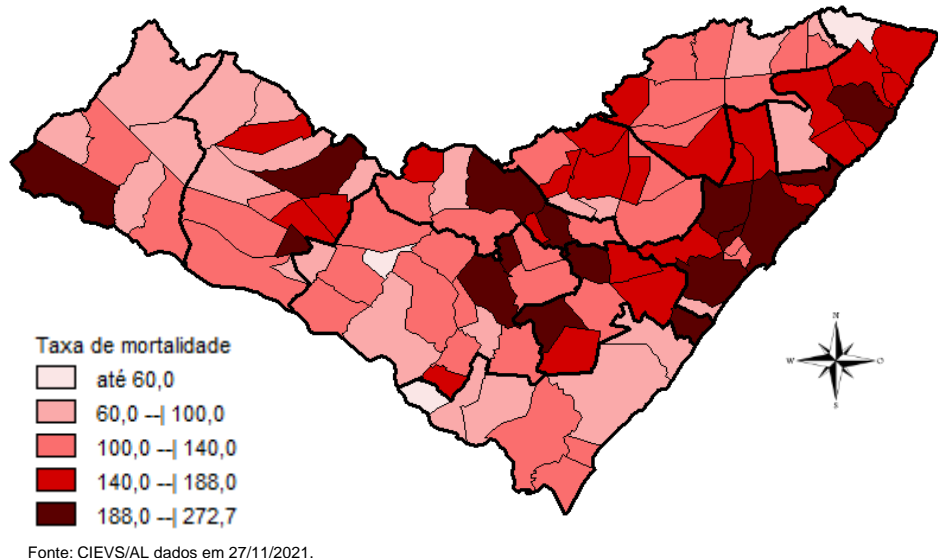 Taxa de mortalidade
até 60,0
60,0 --| 100,0
100,0 --| 140,0
140,0 --| 188,0
188,0 --| 272,7
N
W
O
S
Fonte: CIEVS/AL dados em 27/11/2021.